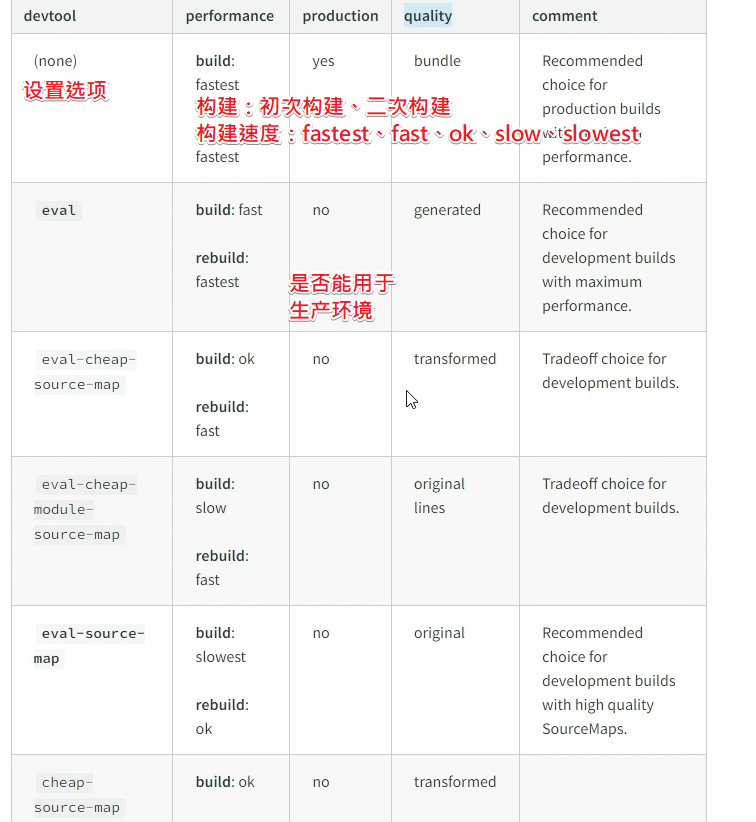 devtool performance production quality comment
(none) build: yes bundle Recommended
fastest choice for
设置选项
构建：初次构建、二次构建
production builds
构建速度：fastest、fast、ok、slow、slowest
fastest performance.
eval build: fast no generated Recommended
choice for
rebuild: development builds
fastest with maximum
是否能用于
performance.
生产环境
eval-cheap- build: ok no transformed Tradeoff choice for
source-map development builds.
rebuild:
fast
eval-cheap- build: no original Tradeoff choice for
module- slow lines development builds.
source-map
rebuild:
fast
eval-source- build: no original Recommended
map slowest choice for
development builds
rebuild: with high quality
ok SourceMaps.
cheap- build: ok no transformed
source-map